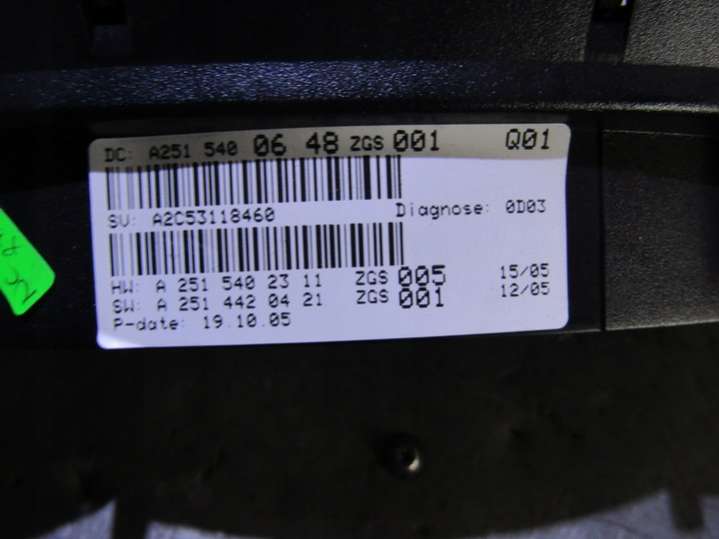 DC: A251 540 06 48 ZGS 001 Q01
SV: A2C53118460 Diagnose: 0D03
HW: A 251 540 23 11 ZGS 005 15/05
SW: A 251 442 04 21 ZGS 001 12/05
P-date: 19.10.05